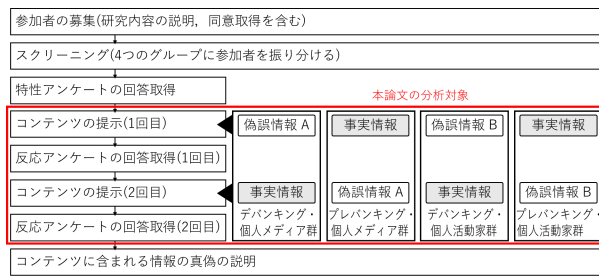 参加者の募集(研究内容の説明，同意取得を含む)
スクリーニング(4つのグループに参加者を振り分ける)
特性アンケートの回答取得
本論文の分析対象
コンテンツの提示(1回目)
偽誤情報 A
事実情報
偽誤情報 B
事実情報
反応アンケートの回答取得(1回目)
コンテンツの提示(2回目)
事実情報
偽誤情報 A
事実情報
偽誤情報 B
反応アンケートの回答取得(2回目)
デバンキング・
個人メディア群
プレバンキング・
個人メディア群
デバンキング・
個人活動家群
プレバンキング・
個人活動家群
コンテンツに含まれる情報の真偽の説明